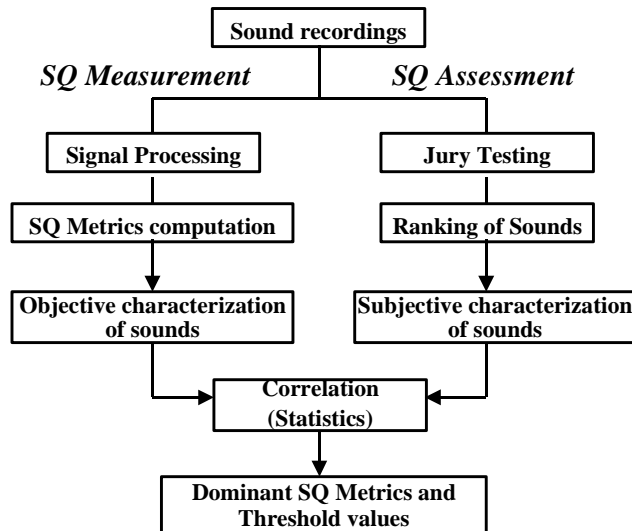 Sound recordings
SQ Measurement
SQ Assessment
Signal Processing
Jury Testing
SQ Metrics computation
Ranking of Sounds
Objective characterization
of sounds
Subjective characterization
of sounds
Correlation
(Statistics)
Dominant SQ Metrics and
Threshold values